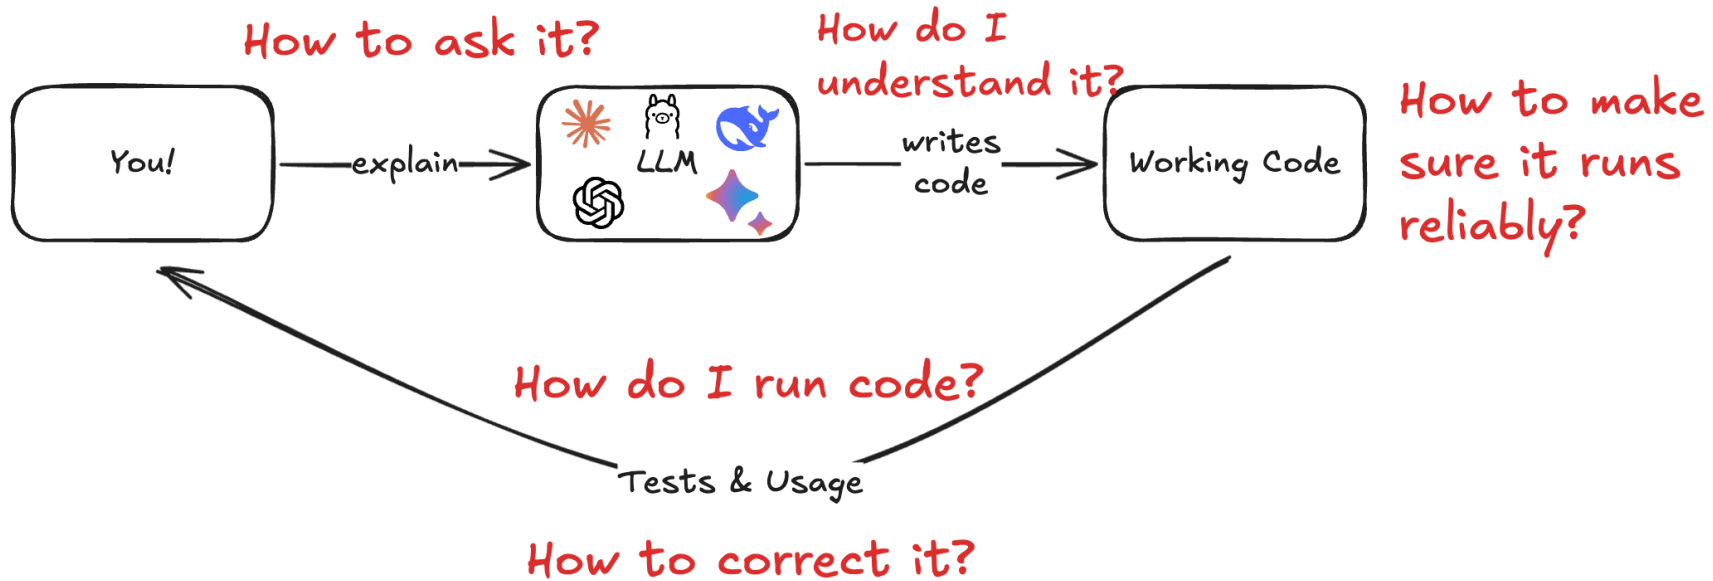 How to ask it?
How do I
understand it?
How to make
sure it runs
reliably?
You!
explain
LLM
writes
code
Working Code
How do I run code?
Tests & Usage
How to correct it?